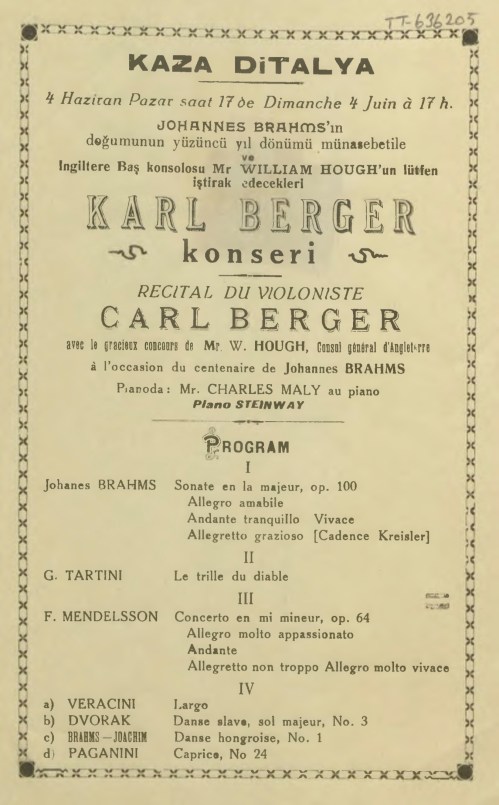 TT-636205
KAZA DiTALYA
4 Haziran Pazar saat 17 de Dimanche 4 Juin à 17 h.
JOHANNES BRAHMS'ın
doğumunun yüzüncü yıl dönümü münasebetile
ve
Ingiltere Baş konsolosu Mr WILLIAM HOUGH'un lütfen
iştirak edecekleri
KARL BERGER
konseri
RECITAL DU VIOLONISTE
CARL BERGER
avec le gracieux concours de Mr. W. HOUGH, Consul général d'Angleterre
à l'occasion du centenaire de Johannes BRAHMS
Pianoda: Mr. CHARLES MALY au piano
Piano STEINWAY
PROGRAM
I
Johanes BRAHMS Sonate en la majeur, op. 100
Allegro amabile
Andante tranquillo Vivace
Allegretto grazioso [Cadence Kreisler]
II
G. TARTINI Le trille du diable
III
F. MENDELSSON Concerto en mi mineur, op. 64
Allegro molto appassionato
Andante
Allegretto non troppo Allegro molto vivace
IV
a) VERACINI Largo
b) DVORAK Danse slave, sol majeur, No. 3
c) BRAHMS—JOACHIM Danse hongroise, No. 1
d) PAGANINI Caprice, No 24